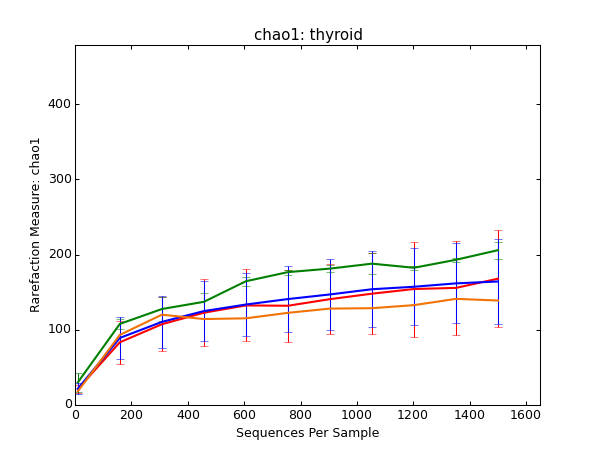 chao1: thyroid
Rarefaction Measure: chao1
400
300
200
100
0
0 200 400 600 800 1000 1200 1400 1600
Sequences Per Sample